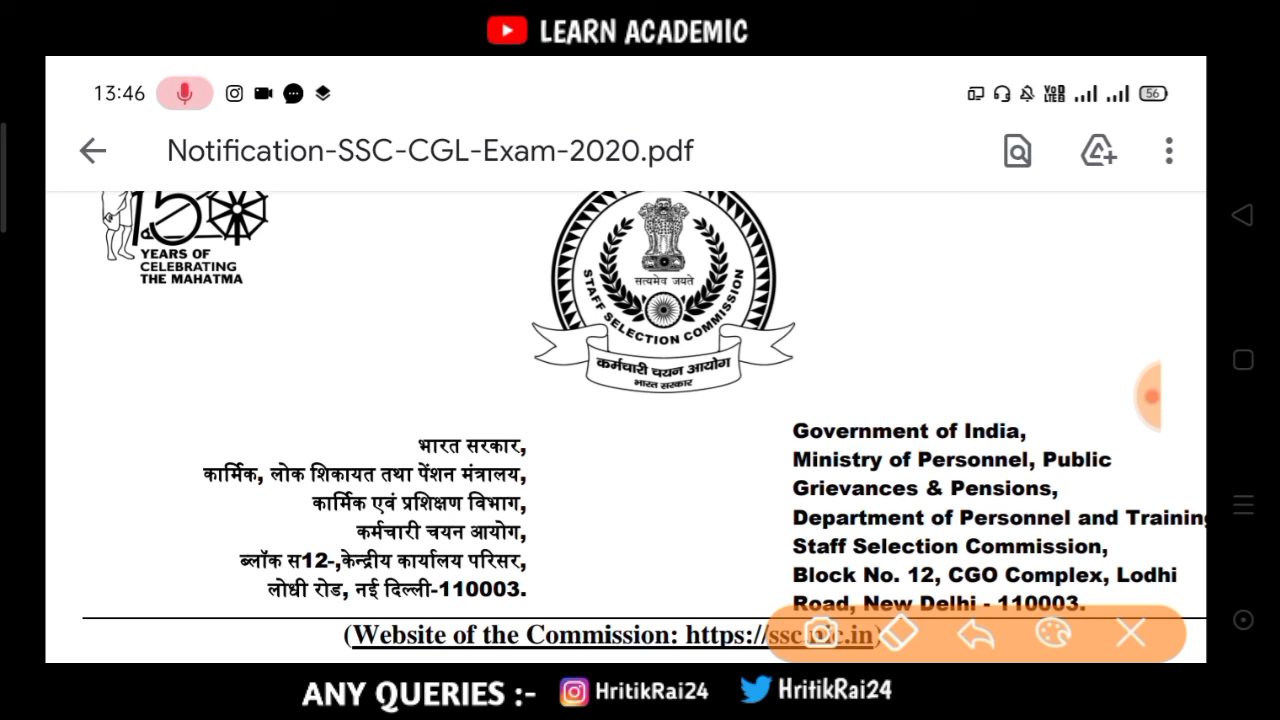 LEARN ACADEMIC
13:46
VoD LTED
56
Notification-SSC-CGL-Exam-2020.pdf
150
YEARS OF
CELEBRATING
THE MAHATMA
सत्यमेव जयते
STAFF SELECTION COMMISSION
कर्मचारी चयन आयोग
भारत सरकार
भारत सरकार,
कार्मिक, लोक शिकायत तथा पेंशन मंत्रालय,
कार्मिक एवं प्रशिक्षण विभाग,
कर्मचारी चयन आयोग,
ब्लॉक स12-,केन्द्रीय कार्यालय परिसर,
लोधी रोड, नई दिल्ली-110003.
Government of India,
Ministry of Personnel, Public
Grievances & Pensions,
Department of Personnel and Training
Staff Selection Commission,
Block No. 12, CGO Complex, Lodhi
Road, New Delhi - 110003.
(Website of the Commission: https://ssc.nic.in)
ANY QUERIES :- HritikRai24 HritikRai24